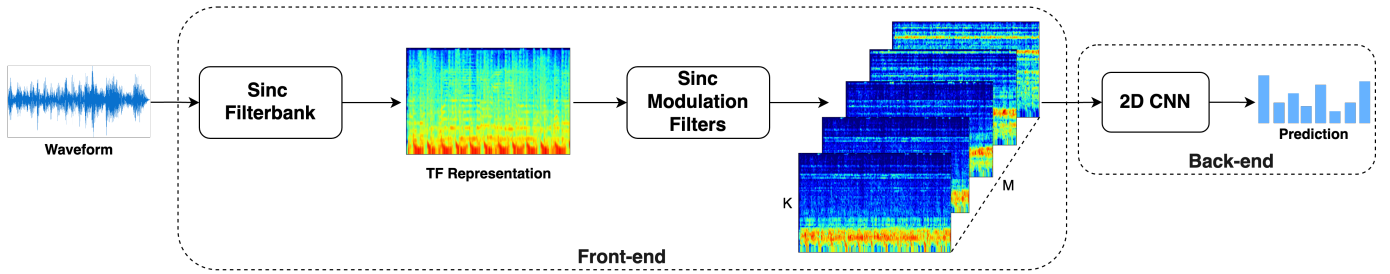 Waveform
Sinc
Filterbank
TF Representation
Sinc
Modulation
Filters
K
M
Front-end
2D CNN
Prediction
Back-end